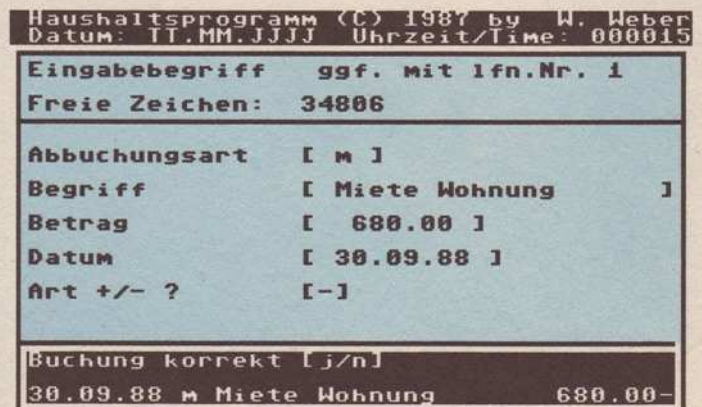 Haushaltsprogramm (C) 1987 by W. Weber
Datum: TT.MM.JJJJ Uhrzeit/Time: 000015
Eingabebegriff ggf. mit lfn.Nr. 1
Freie Zeichen: 34806
Abbuchungsart [ m ]
Begriff [ Miete Wohnung ]
Betrag [ 680.00 ]
Datum [ 30.09.88 ]
Art +/- ? [-]
Buchung korrekt [j/n]
30.09.88 m Miete Wohnung 680.00-